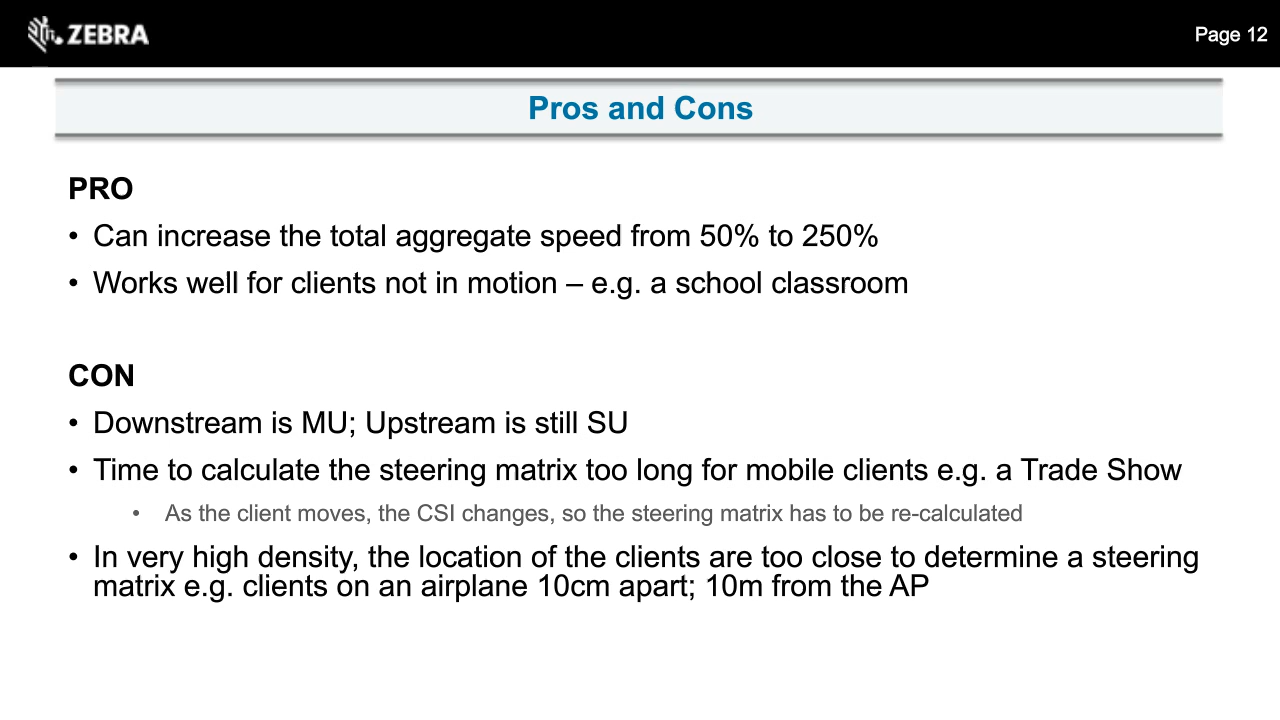 ZEBRA
Page 12
Pros and Cons
PRO
• Can increase the total aggregate speed from 50% to 250%
• Works well for clients not in motion – e.g. a school classroom
CON
• Downstream is MU; Upstream is still SU
• Time to calculate the steering matrix too long for mobile clients e.g. a Trade Show
• As the client moves, the CSI changes, so the steering matrix has to be re-calculated
• In very high density, the location of the clients are too close to determine a steering
matrix e.g. clients on an airplane 10cm apart; 10m from the AP